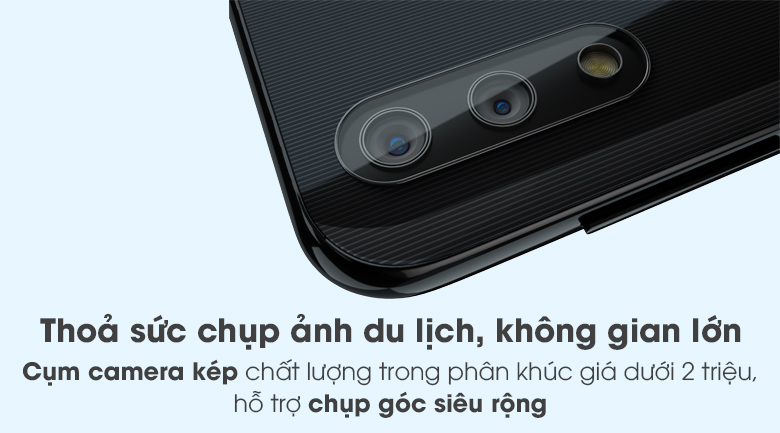 Thoả sức chụp ảnh du lịch, không gian lớn
Cụm camera kép chất lượng trong phân khúc giá dưới 2 triệu,
hỗ trợ chụp góc siêu rộng